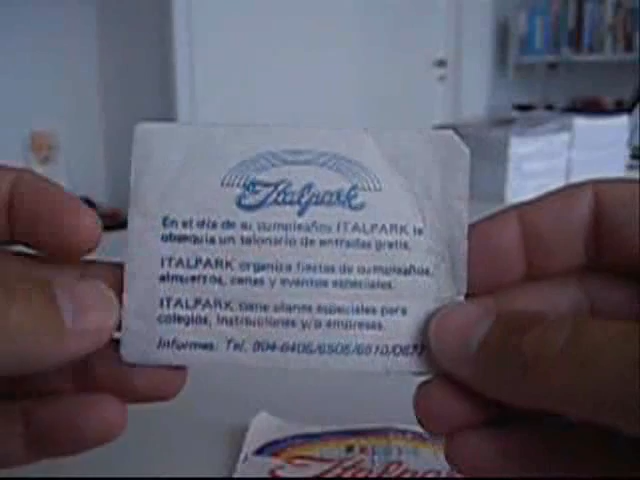 Italpark
En el día de su cumpleaños ITALPARK le
obsequia un talonario de entradas gratis.
ITALPARK organiza fiestas de cumpleaños,
almuerzos, cenas y eventos especiales.
ITALPARK tiene planes especiales para
colegios, instituciones y/o empresas.
Informes: Tel.
Italpark